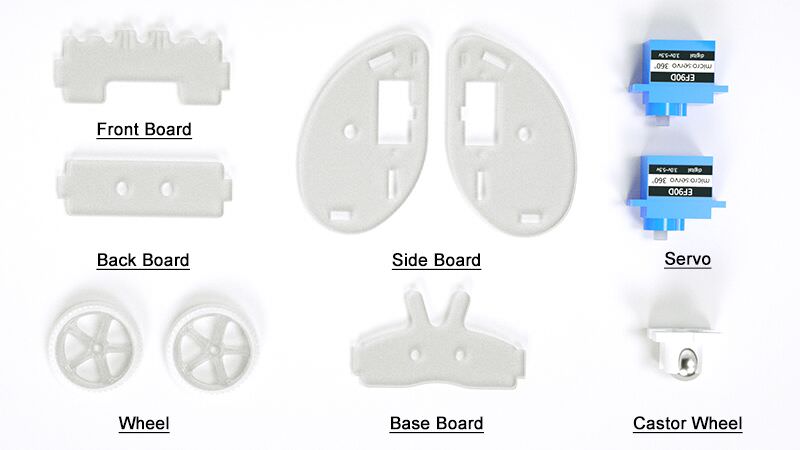 digital 3.0v-5.5v
micro servo 360°
EF90D
Front Board
digital 3.0v-5.5v
micro servo 360°
EF90D
Back Board
Side Board
Servo
Wheel
Base Board
Castor Wheel